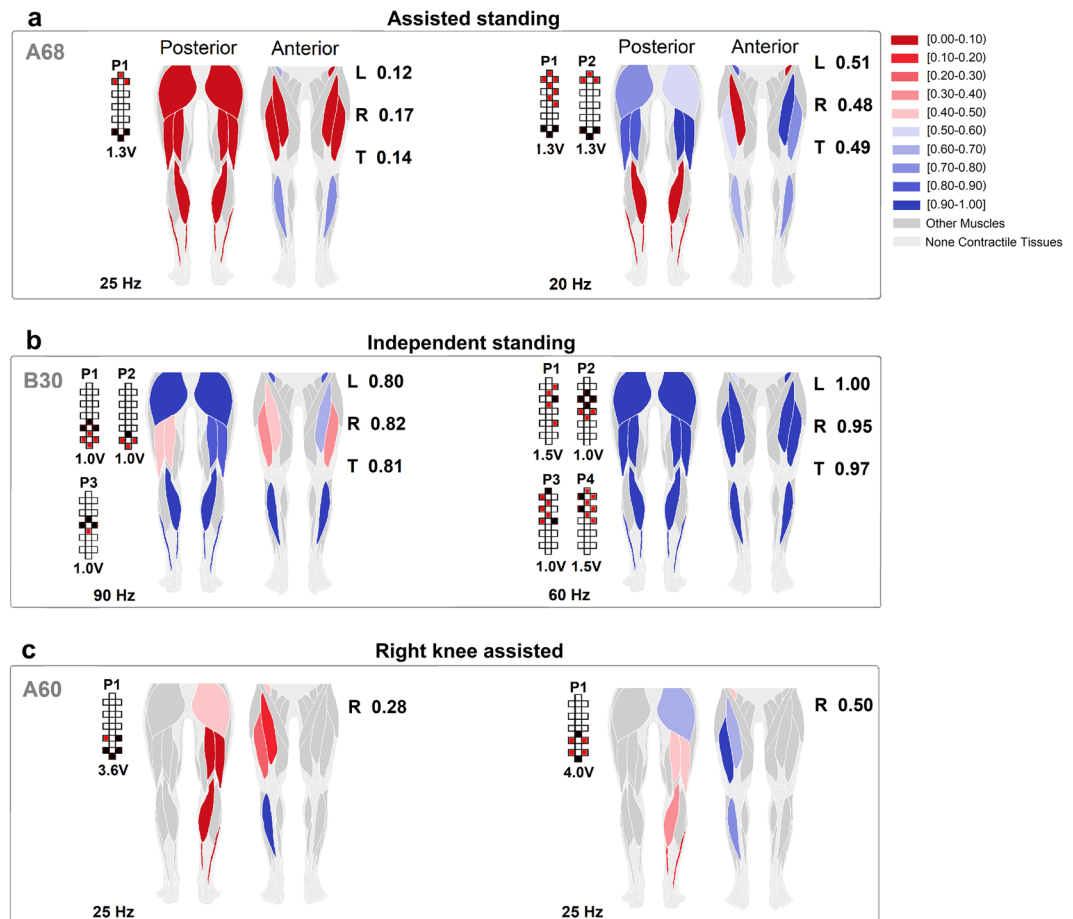 a
Assisted standing
A68
P1
1.3V
25 Hz
Posterior
Anterior
L 0.12
R 0.17
T 0.14
P1
P2
1.3V
1.3V
20 Hz
Posterior
Anterior
L 0.51
R 0.48
T 0.49
[0.00-0.10)
[0.10-0.20)
[0.20-0.30)
[0.30-0.40)
[0.40-0.50)
[0.50-0.60)
[0.60-0.70)
[0.70-0.80)
[0.80-0.90)
[0.90-1.00]
Other Muscles
None Contractile Tissues
b
Independent standing
B30
P1
P2
1.0V
1.0V
P3
1.0V
90 Hz
L 0.80
R 0.82
T 0.81
P1
P2
1.5V
1.0V
P3
P4
1.0V
1.5V
60 Hz
L 1.00
R 0.95
T 0.97
c
Right knee assisted
A60
P1
3.6V
25 Hz
R 0.28
P1
4.0V
25 Hz
R 0.50